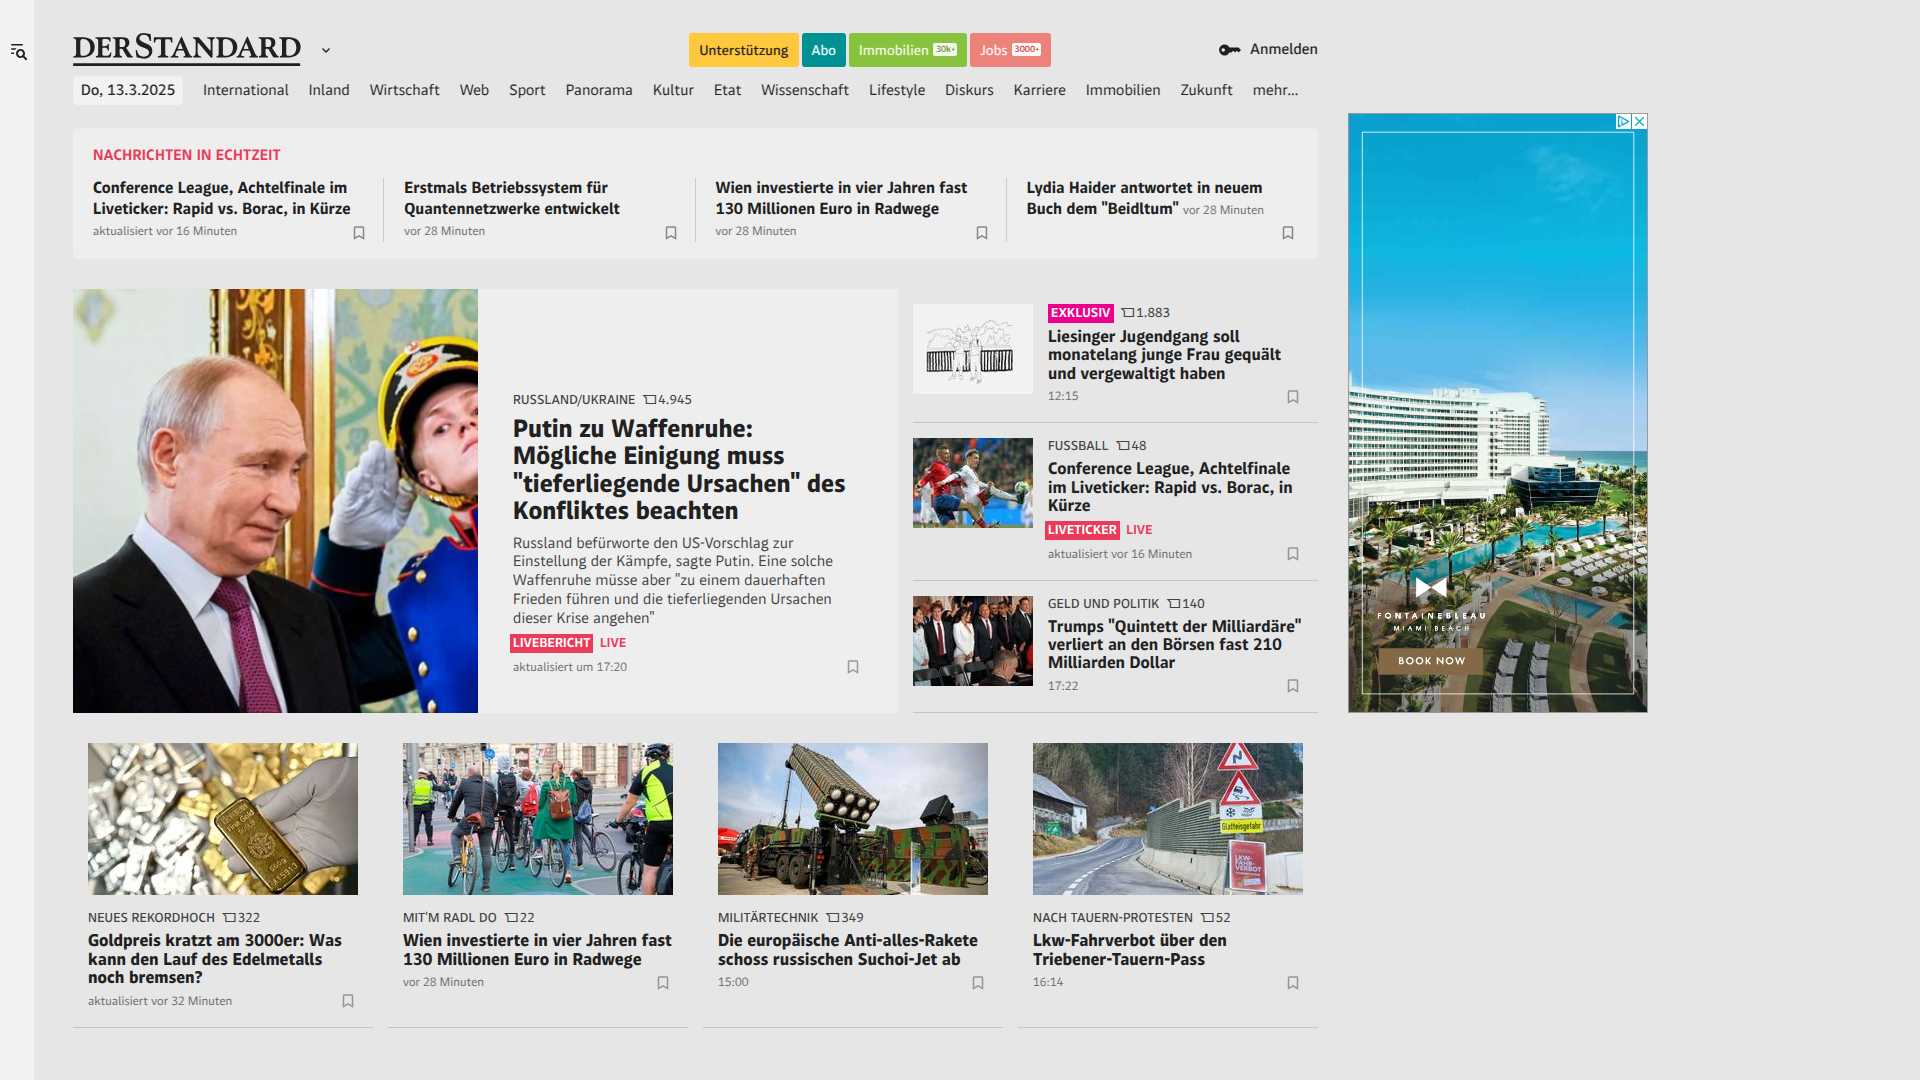 DERSTANDARD
Unterstützung
Abo
Immobilien 30k+
Jobs 3000+
Anmelden
Do, 13.3.2025
International
Inland
Wirtschaft
Web
Sport
Panorama
Kultur
Etat
Wissenschaft
Lifestyle
Diskurs
Karriere
Immobilien
Zukunft
mehr...
NACHRICHTEN IN ECHTZEIT
Conference League, Achtelfinale im
Liveticker: Rapid vs. Borac, in Kürze
aktualisiert vor 16 Minuten
Erstmals Betriebssystem für
Quantennetzwerke entwickelt
vor 28 Minuten
Wien investierte in vier Jahren fast
130 Millionen Euro in Radwege
vor 28 Minuten
Lydia Haider antwortet in neuem
Buch dem "Beidltum" vor 28 Minuten
RUSSLAND/UKRAINE 4.945
Putin zu Waffenruhe:
Mögliche Einigung muss
"tieferliegende Ursachen" des
Konfliktes beachten
Russland befürworte den US-Vorschlag zur
Einstellung der Kämpfe, sagte Putin. Eine solche
Waffenruhe müsse aber "zu einem dauerhaften
Frieden führen und die tieferliegenden Ursachen
dieser Krise angehen"
LIVEBERICHT LIVE
aktualisiert um 17:20
EXKLUSIV 1.883
Liesinger Jugendgang soll
monatelang junge Frau gequält
und vergewaltigt haben
12:15
FUSSBALL 48
Conference League, Achtelfinale
im Liveticker: Rapid vs. Borac, in
Kürze
LIVETICKER LIVE
aktualisiert vor 16 Minuten
GELD UND POLITIK 140
Trumps "Quintett der Milliardäre"
verliert an den Börsen fast 210
Milliarden Dollar
17:22
FONTAINEBLEAU
MIAMI BEACH
BOOK NOW
Fine Gold
Glatteisgefahr
LKW-
FAHR-
VERBOT
NEUES REKORDHOCH 322
Goldpreis kratzt am 3000er: Was
kann den Lauf des Edelmetalls
noch bremsen?
aktualisiert vor 32 Minuten
MIT'M RADL DO 22
Wien investierte in vier Jahren fast
130 Millionen Euro in Radwege
vor 28 Minuten
MILITÄRTECHNIK 349
Die europäische Anti-alles-Rakete
schoss russischen Suchoi-Jet ab
15:00
NACH TAUERN-PROTESTEN 52
Lkw-Fahrverbot über den
Triebener-Tauern-Pass
16:14